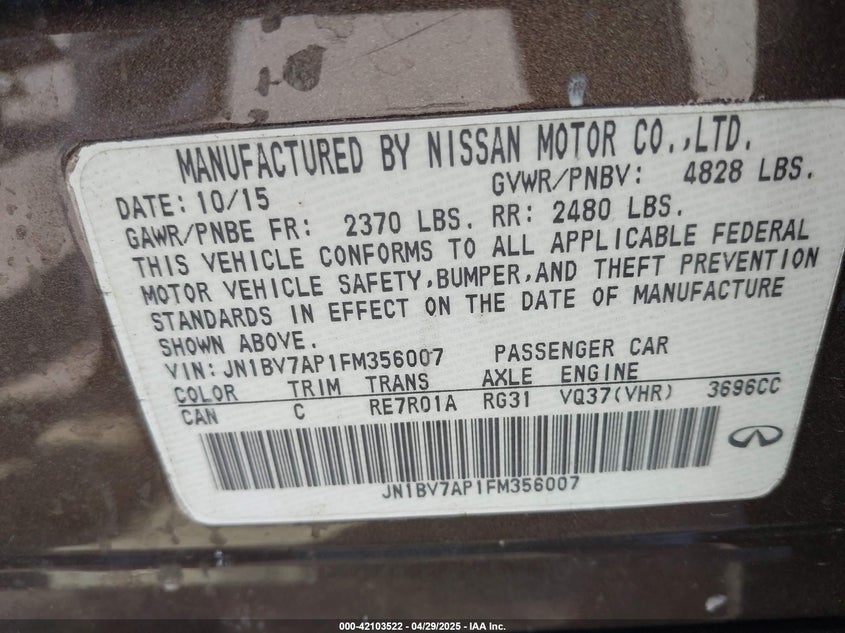 MANUFACTURED BY NISSAN MOTOR CO.,LTD.
DATE: 10/15 GVWR/PNBV: 4828 LBS.
GAWR/PNBE FR: 2370 LBS. RR: 2480 LBS.
THIS VEHICLE CONFORMS TO ALL APPLICABLE FEDERAL
MOTOR VEHICLE SAFETY,BUMPER,AND THEFT PREVENTION
STANDARDS IN EFFECT ON THE DATE OF MANUFACTURE
SHOWN ABOVE.
VIN: JN1BV7AP1FM356007 PASSENGER CAR
COLOR TRIM TRANS AXLE ENGINE
CAN C RE7R01A RG31 VQ37(VHR) 3696CC
JN1BV7AP1FM356007
000-42103522 - 04/29/2025 - IAA Inc.